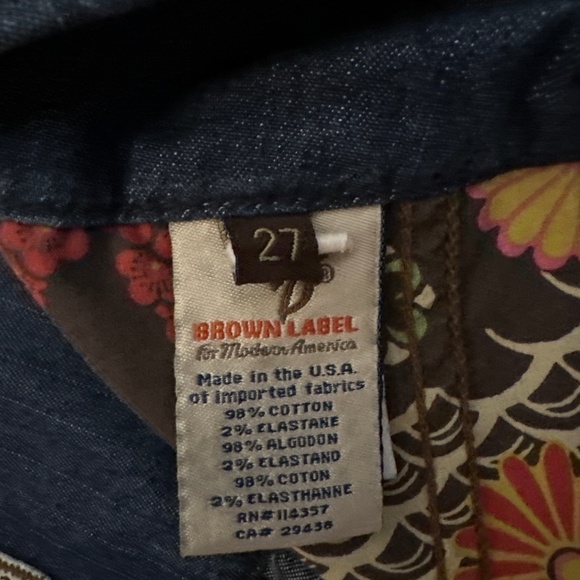 27
®
BROWN LABEL
For Modern America
Made in the U.S.A.
of imported fabrics
98% COTTON
2% ELASTANE
98% ALGODON
2% ELASTANO
98% COTON
2% ELASTHANNE
RN# 114357
CA# 29438